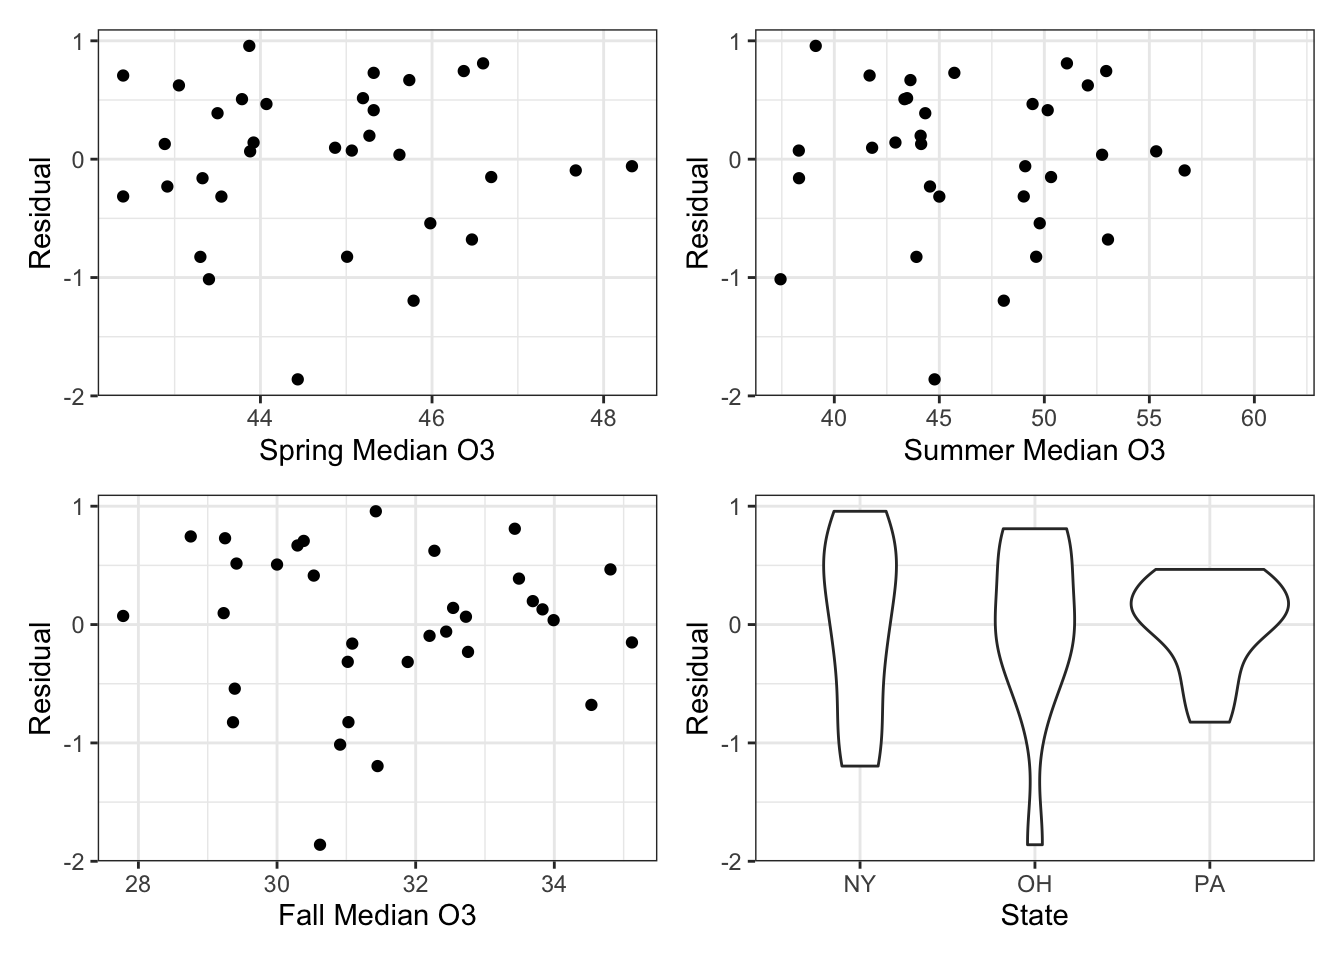 1
0
-1
-2
Residual
44
46
48
Spring Median O3
1
0
-1
-2
Residual
40
45
50
55
60
Summer Median O3
1
0
-1
-2
Residual
28
30
32
34
Fall Median O3
1
0
-1
-2
Residual
NY
OH
PA
State